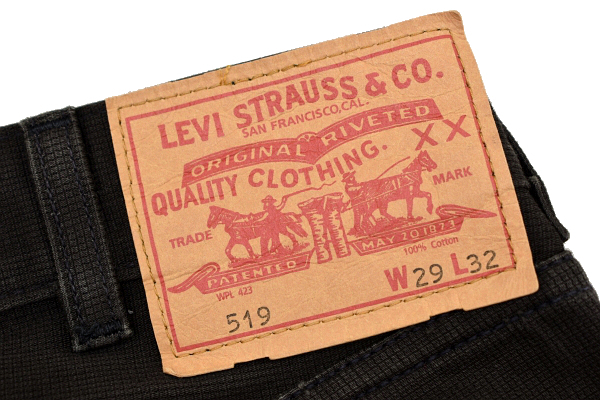 LEVI STRAUSS & CO.
SAN FRANCISCO, CAL.
ORIGINAL RIVETED
QUALITY CLOTHING.
XX
TRADE MARK
PATENTED MAY 20 1873
WPL 423
100% Cotton
519
W29 L32